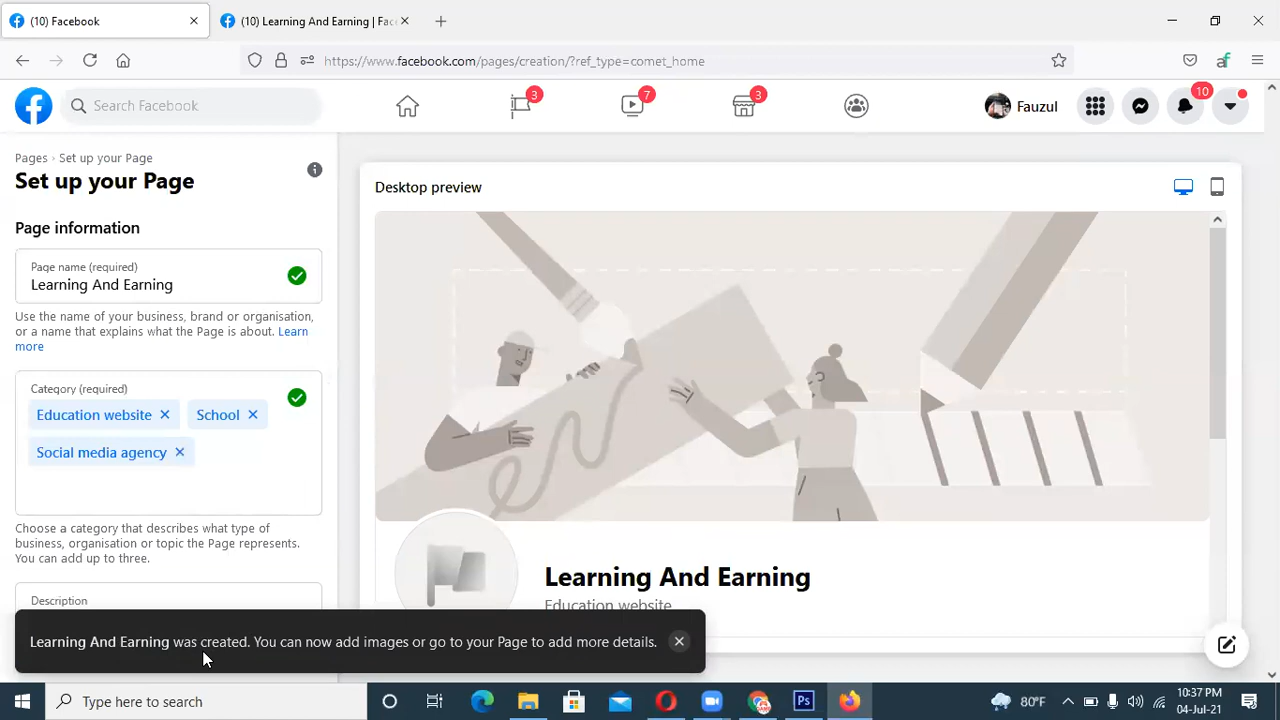 (10) Facebook
(10) Learning And Earning | Fac
https://www.facebook.com/pages/creation/?ref_type=comet_home
Search Facebook
3
7
3
Fauzul
10
Pages › Set up your Page
Set up your Page
Page information
Page name (required)
Learning And Earning
Use the name of your business, brand or organisation,
or a name that explains what the Page is about. Learn
more
Category (required)
Education website
School
Social media agency
Choose a category that describes what type of
business, organisation or topic the Page represents.
You can add up to three.
Description
Desktop preview
Learning And Earning
Education website
Learning And Earning was created. You can now add images or go to your Page to add more details.
Type here to search
Ps
80°F
10:37 PM
04-Jul-21